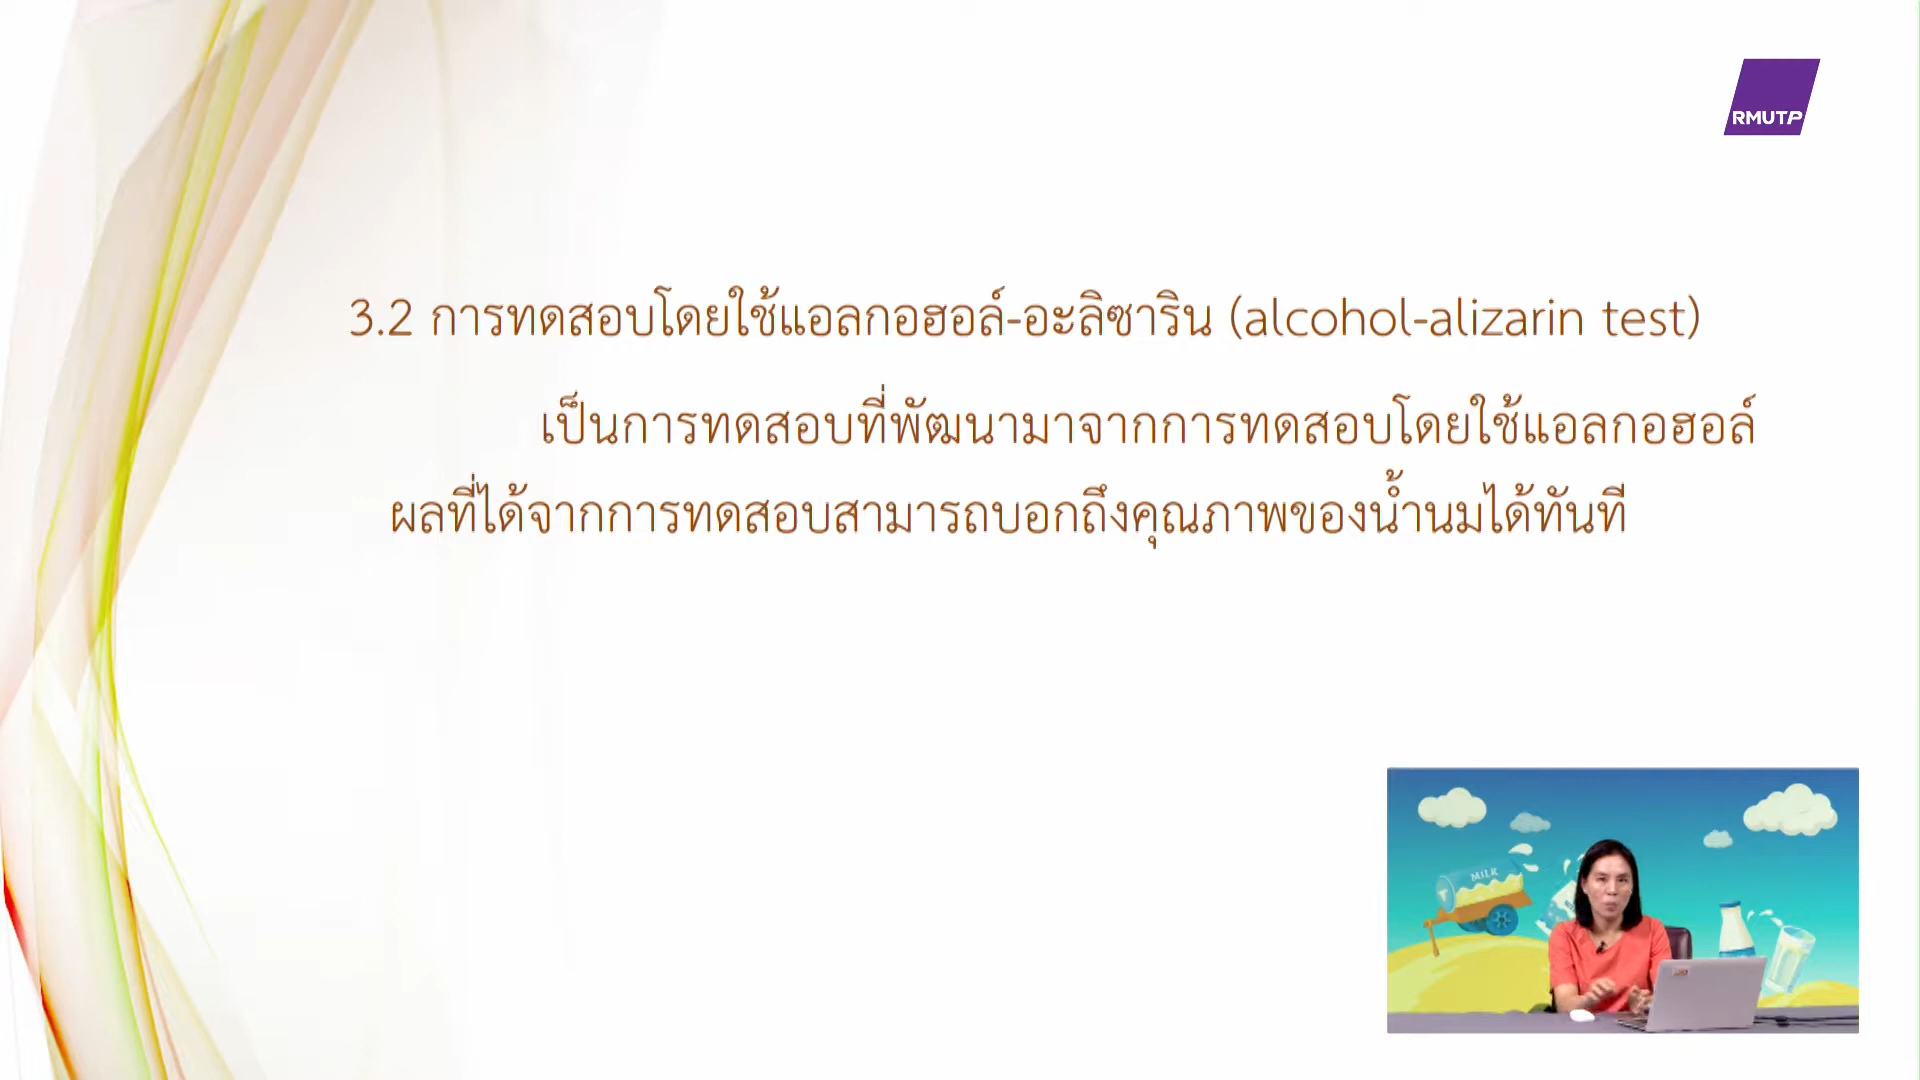 RMUTP
3.2 การทดสอบโดยใช้แอลกอฮอล์-อะลิซาริน (alcohol-alizarin test)
เป็นการทดสอบที่พัฒนามาจากการทดสอบโดยใช้แอลกอฮอล์
ผลที่ได้จากการทดสอบสามารถบอกถึงคุณภาพของน้ำนมได้ทันที
MILK